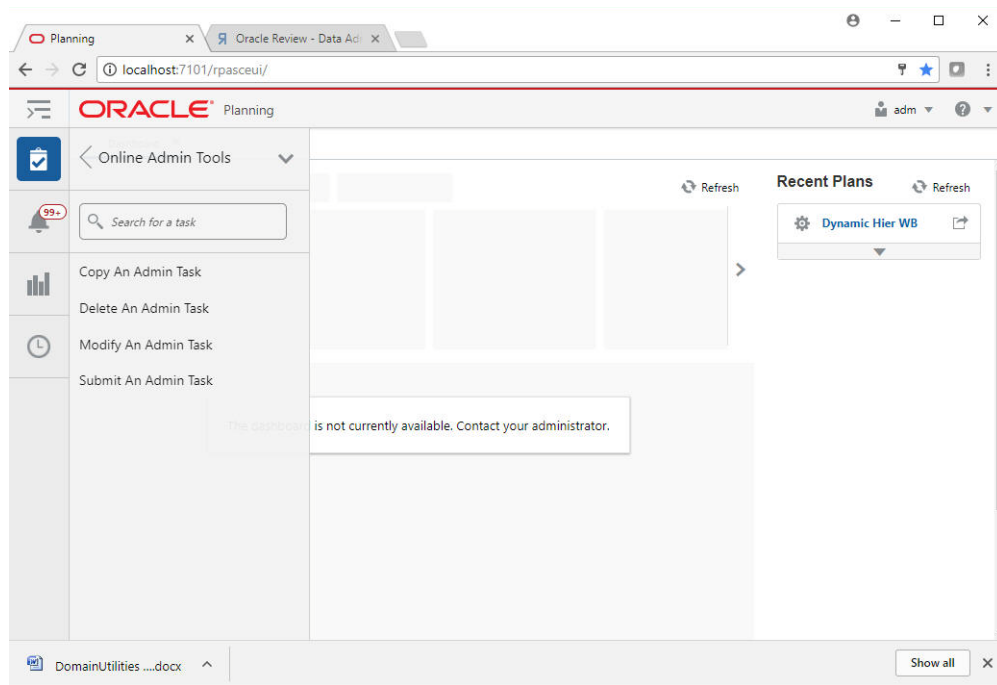 Planning
Oracle Review - Data Ad
localhost:7101/rpasceui/
ORACLE Planning
adm
Online Admin Tools
99+
Search for a task
Copy An Admin Task
Delete An Admin Task
Modify An Admin Task
Submit An Admin Task
Refresh
Recent Plans
Refresh
Dynamic Hier WB
The dashboard is not currently available. Contact your administrator.
DomainUtilities ....docx
Show all